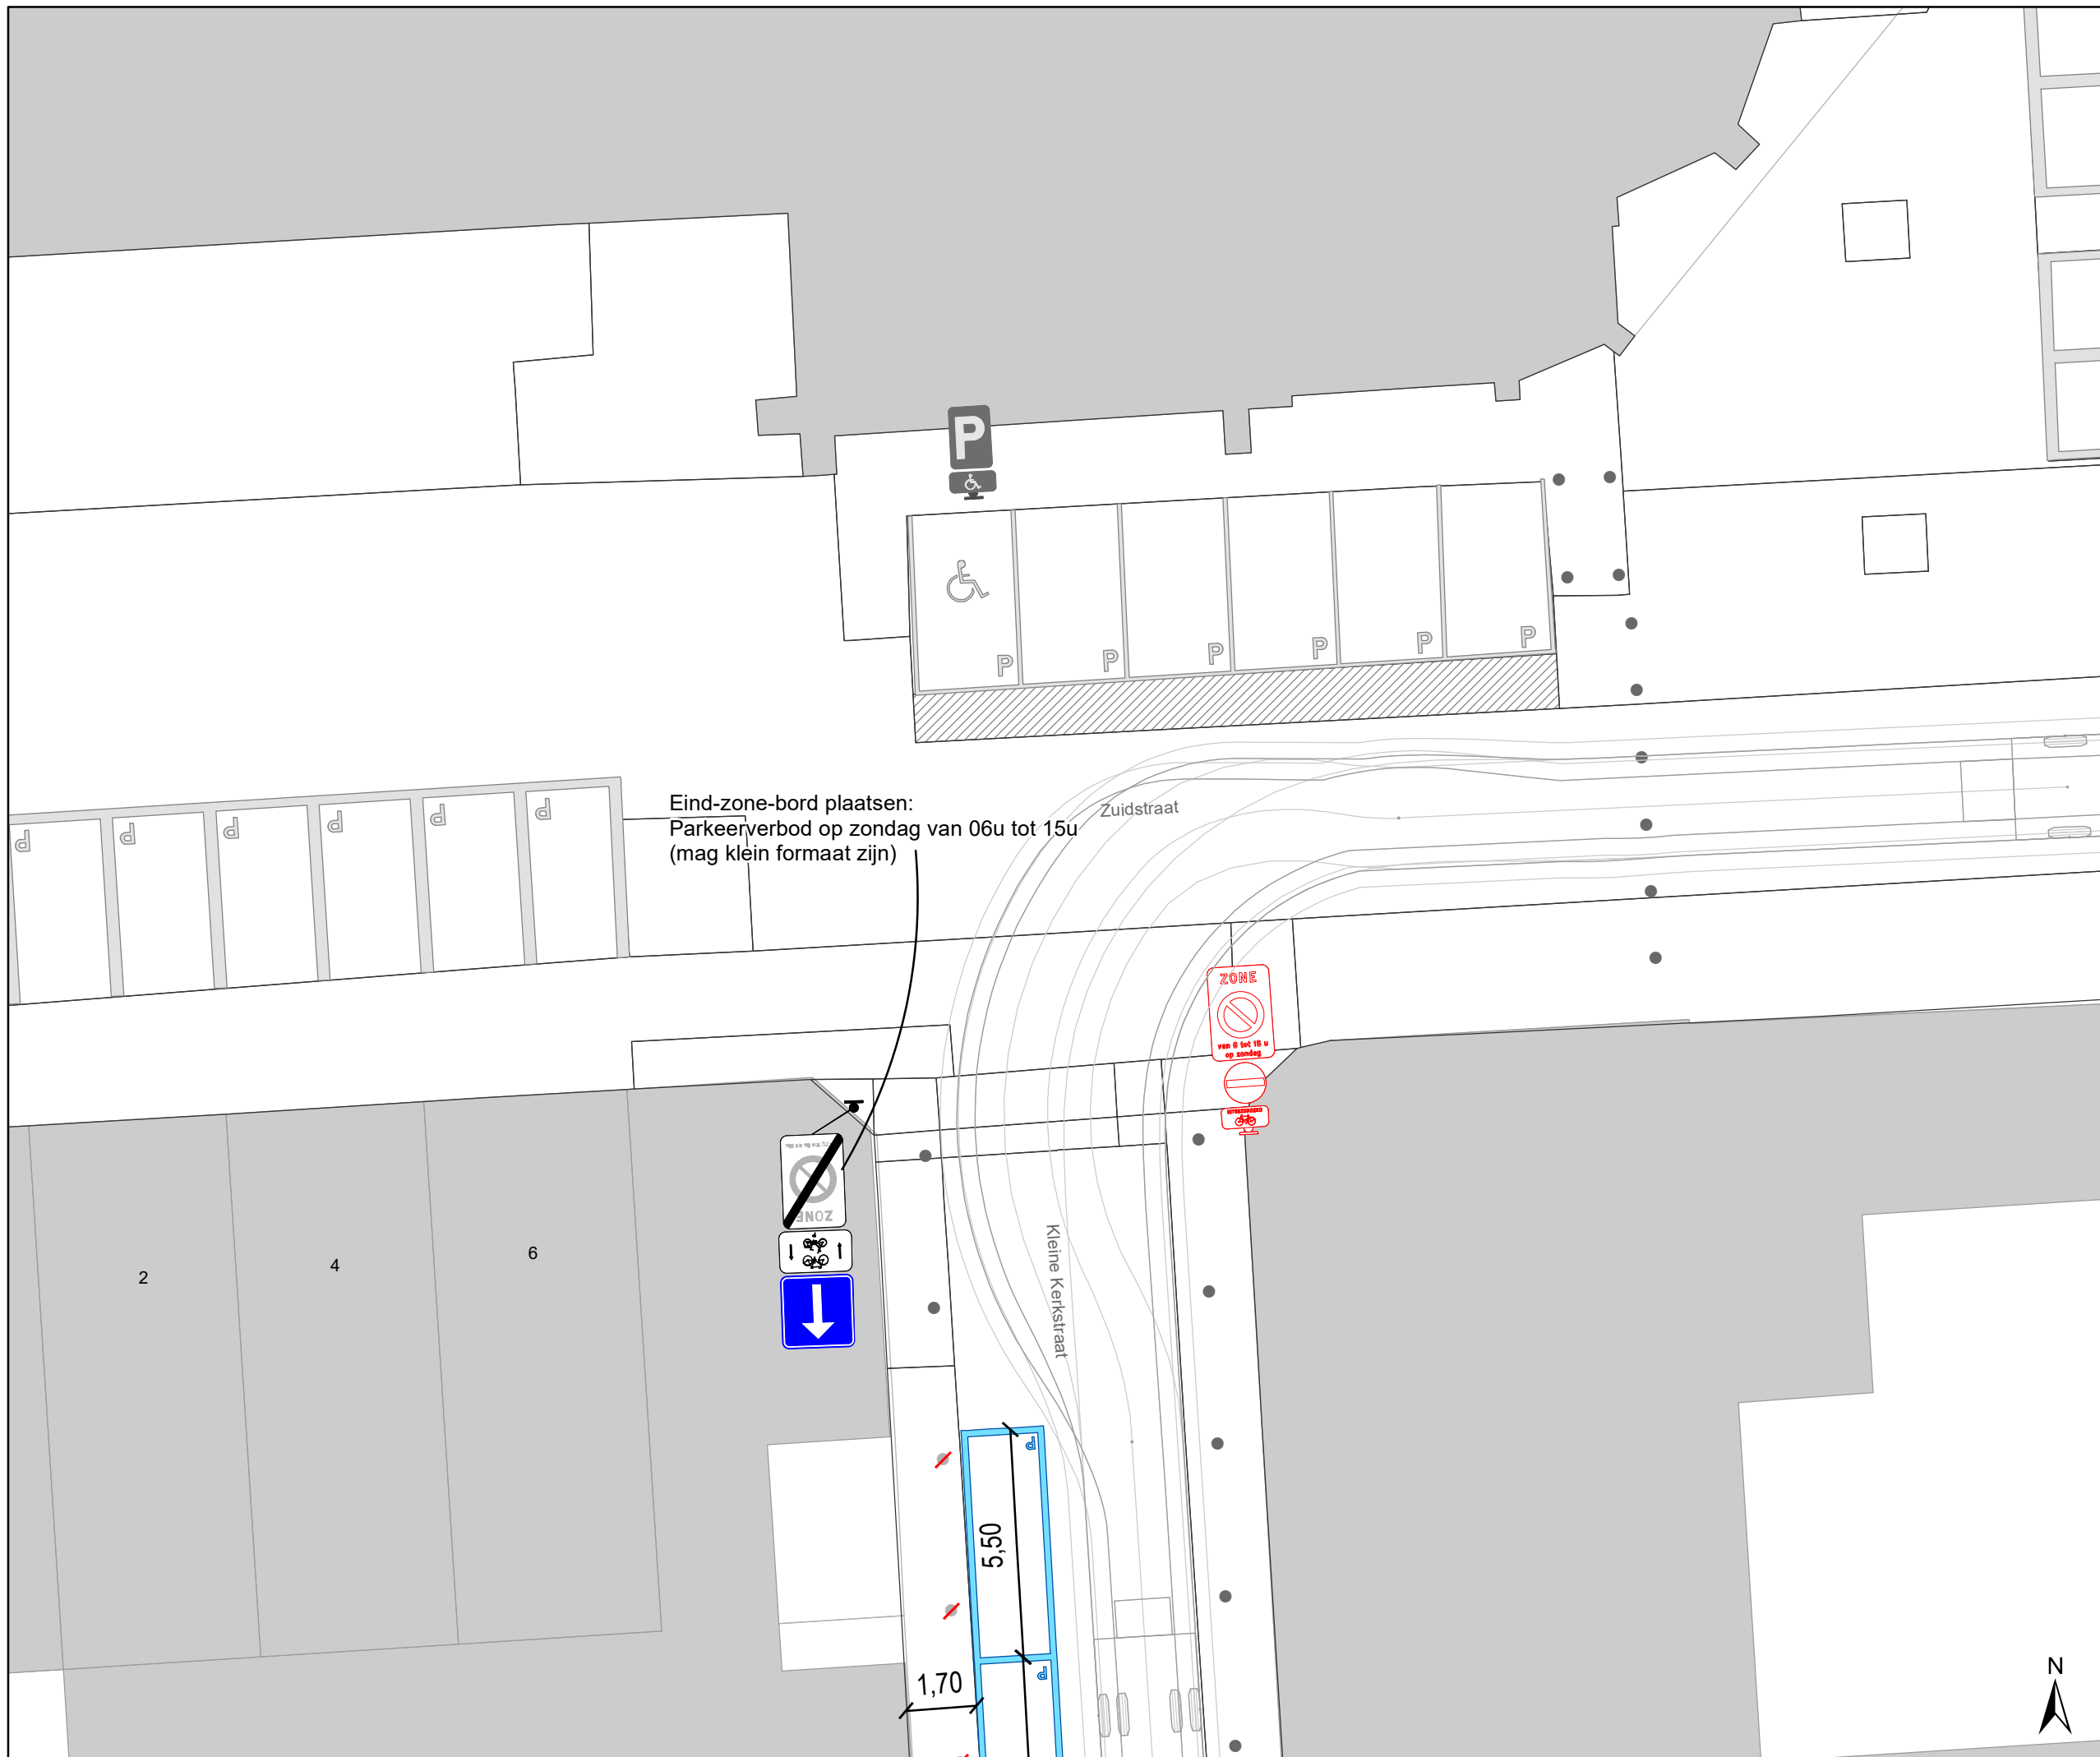 P
P
P
P
P
P
P
P
P
P
P
P
P
Eind-zone-bord plaatsen:
Parkeerverbod op zondag van 06u tot 15u
(mag klein formaat zijn)
Zuidstraat
ZONE
van 6 tot 15 u
op zondag
UITGEZONDERD
ZONE
2
4
6
Kleine Kerkstraat
P
5,50
P
1,70
N